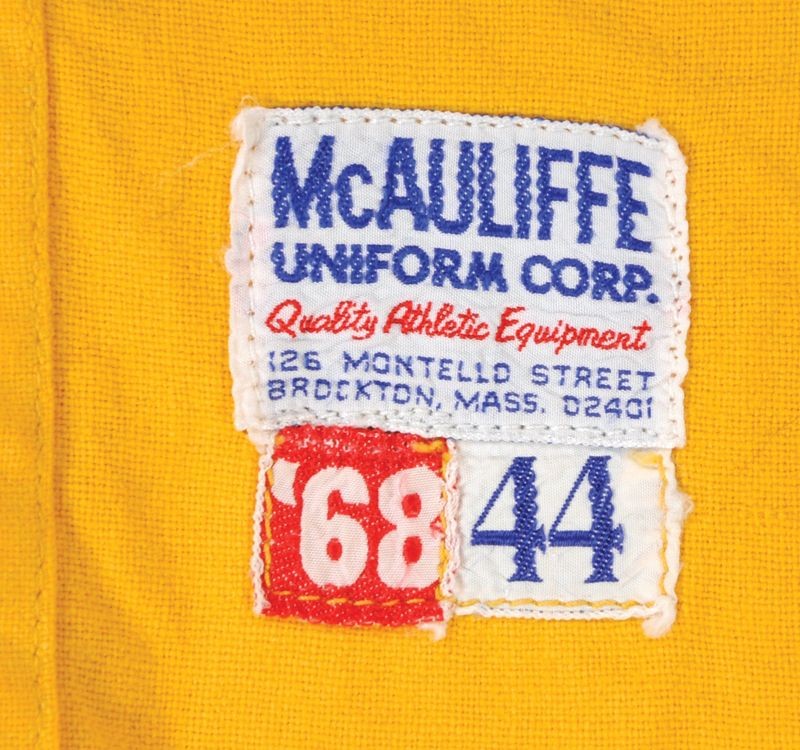 McAULIFFE
UNIFORM CORP.
Quality Athletic Equipment
126 MONTELLO STREET
BROCKTON, MASS. 02401
'68 44